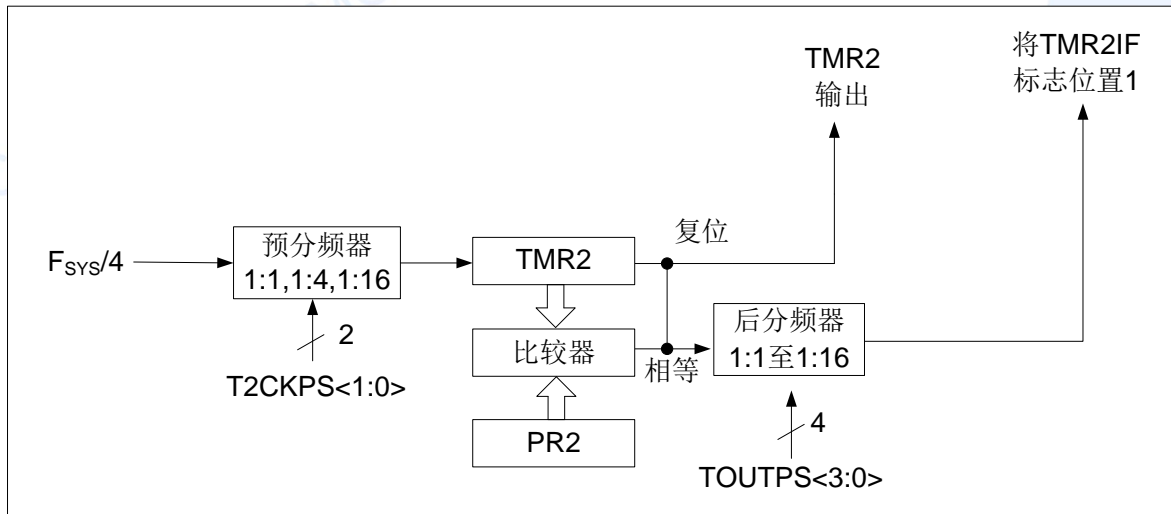 TMR2
输出
将TMR2IF
标志位置1
FSYS/4
预分频器
1:1,1:4,1:16
TMR2
复位
2
T2CKPS<1:0>
比较器
相等
后分频器
1:1至1:16
PR2
4
TOUTPS<3:0>